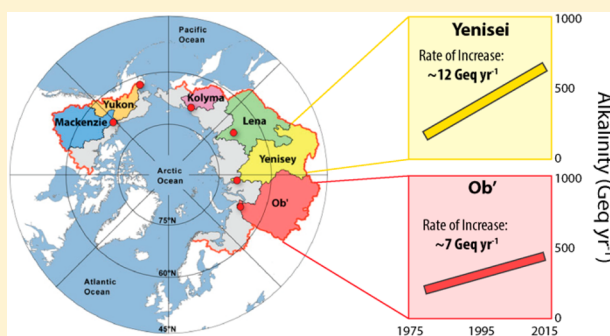 Pacific
Ocean
Yukon
Kolyma
Mackenzie
Lena
Yenisey
Arctic
Ocean
Ob'
75°N
60°N
45°N
Atlantic
Ocean
Yenisei
Rate of Increase:
~12 Geq yr⁻¹
1000
500
0
Ob'
Rate of Increase:
~7 Geq yr⁻¹
1000
500
0
1975 1995 2015
Alkalinity (Geq yr⁻¹)